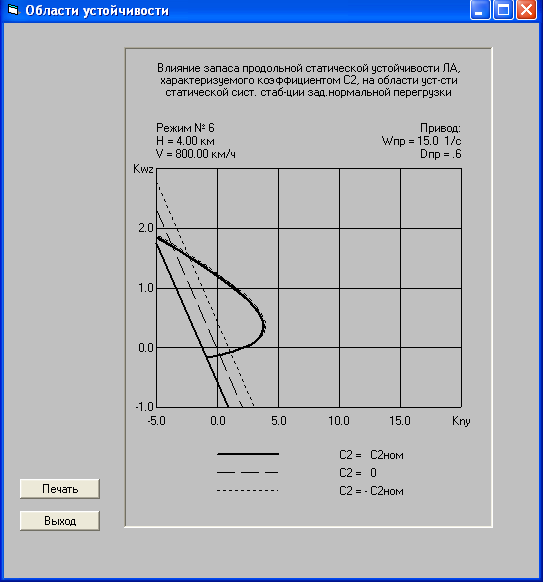 Области устойчивости
Влияние запаса продольной статической устойчивости ЛА,
характеризуемого коэффициентом С2, на области уст-сти
статической сист. стаб-ции зад.нормальной перегрузки
Режим № 6
Привод:
H = 4.00 км
Wпр = 15.0 1/с
V = 800.00 км/ч
Dпр = .6
Kwz
2.0
1.0
0.0
-1.0
-5.0 0.0 5.0 10.0 15.0 Kny
C2 = C2ном
C2 = 0
C2 = - C2ном
Печать
Выход